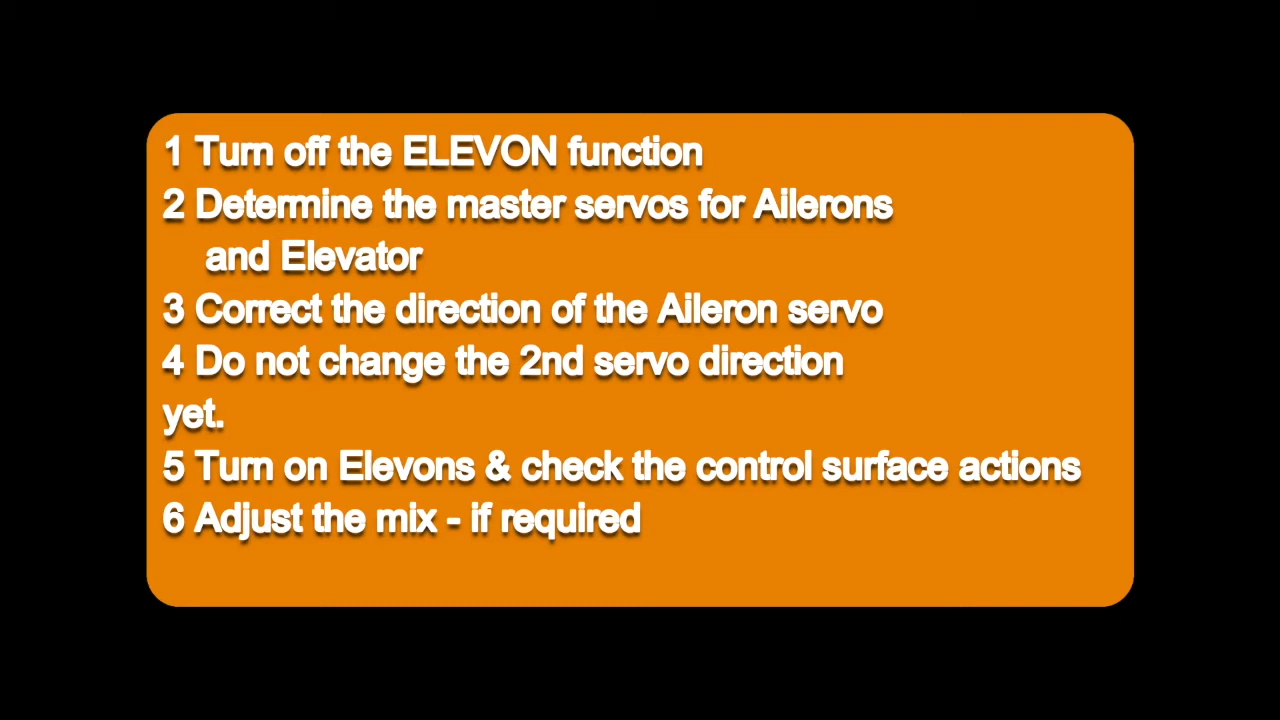 1 Turn off the ELEVON function
2 Determine the master servos for Ailerons
and Elevator
3 Correct the direction of the Aileron servo
4 Do not change the 2nd servo direction
yet.
5 Turn on Elevons & check the control surface actions
6 Adjust the mix - if required